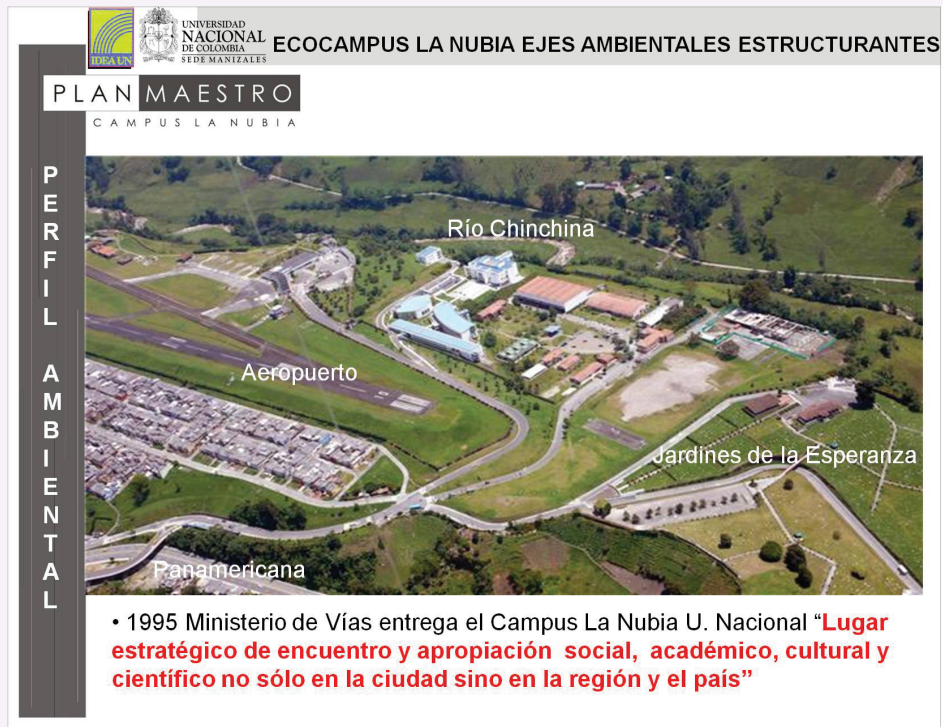 IDEA UN
UNIVERSIDAD
NACIONAL
DE COLOMBIA
SEDE MANIZALES
ECOCAMPUS LA NUBIA EJES AMBIENTALES ESTRUCTURANTES
PLAN MAESTRO
CAMPUS LA NUBIA
PERFIL AMBIENTAL
Río Chinchina
Aeropuerto
Jardines de la Esperanza
Panamericana
• 1995 Ministerio de Vías entrega el Campus La Nubia U. Nacional “Lugar
estratégico de encuentro y apropiación social, académico, cultural y
científico no sólo en la ciudad sino en la región y el país”